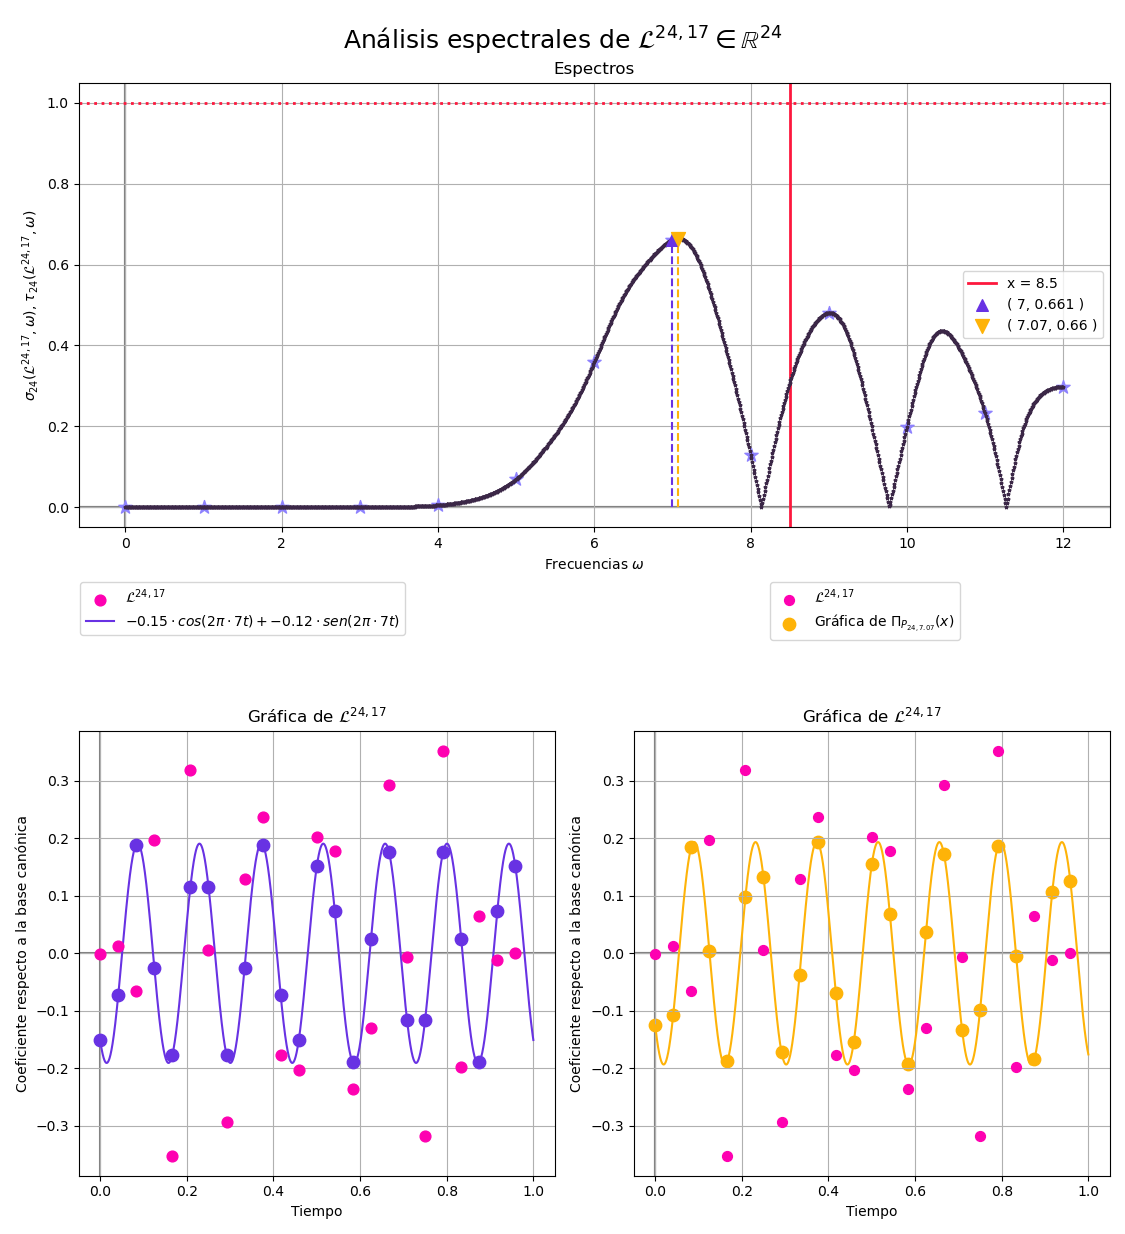 Análisis espectrales de $\mathcal{L}^{24,17} \in \mathbb{R}^{24}$
Espectros
$\sigma_{24}(\mathcal{L}^{24,17}, \omega), \tau_{24}(\mathcal{L}^{24,17}, \omega)$
1.0
0.8
0.6
0.4
0.2
0.0
x = 8.5
( 7, 0.661 )
( 7.07, 0.66 )
0 2 4 6 8 10 12
Frecuencias $\omega$
$\mathcal{L}^{24,17}$
$-0.15 \cdot cos(2\pi \cdot 7t) + -0.12 \cdot sen(2\pi \cdot 7t)$
$\mathcal{L}^{24,17}$
Gráfica de $\Pi_{P_{24,7.07}}(x)$
Gráfica de $\mathcal{L}^{24,17}$
Coeficiente respecto a la base canónica
0.3
0.2
0.1
0.0
−0.1
−0.2
−0.3
0.0 0.2 0.4 0.6 0.8 1.0
Tiempo
Gráfica de $\mathcal{L}^{24,17}$
Coeficiente respecto a la base canónica
0.3
0.2
0.1
0.0
−0.1
−0.2
−0.3
0.0 0.2 0.4 0.6 0.8 1.0
Tiempo